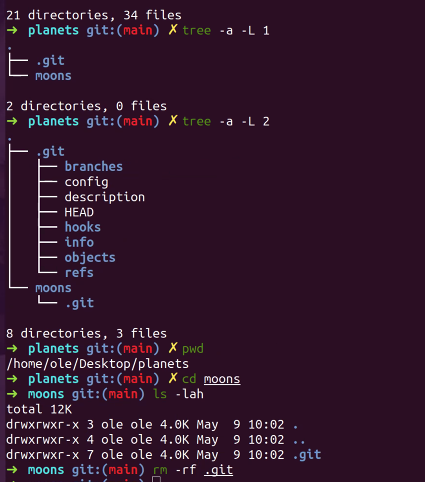 21 directories, 34 files
➜ planets git:(main) ✗ tree -a -L 1
.
├── .git
└── moons

2 directories, 0 files
➜ planets git:(main) ✗ tree -a -L 2
.
├── .git
│   ├── branches
│   ├── config
│   ├── description
│   ├── HEAD
│   ├── hooks
│   ├── info
│   ├── objects
│   └── refs
└── moons
    └── .git

8 directories, 3 files
➜ planets git:(main) ✗ pwd
/home/ole/Desktop/planets
➜ planets git:(main) ✗ cd moons
➜ moons git:(main) ls -lah
total 12K
drwxrwxr-x 3 ole ole 4.0K May  9 10:02 .
drwxrwxr-x 4 ole ole 4.0K May  9 10:02 ..
drwxrwxr-x 7 ole ole 4.0K May  9 10:02 .git
➜ moons git:(main) rm -rf .git